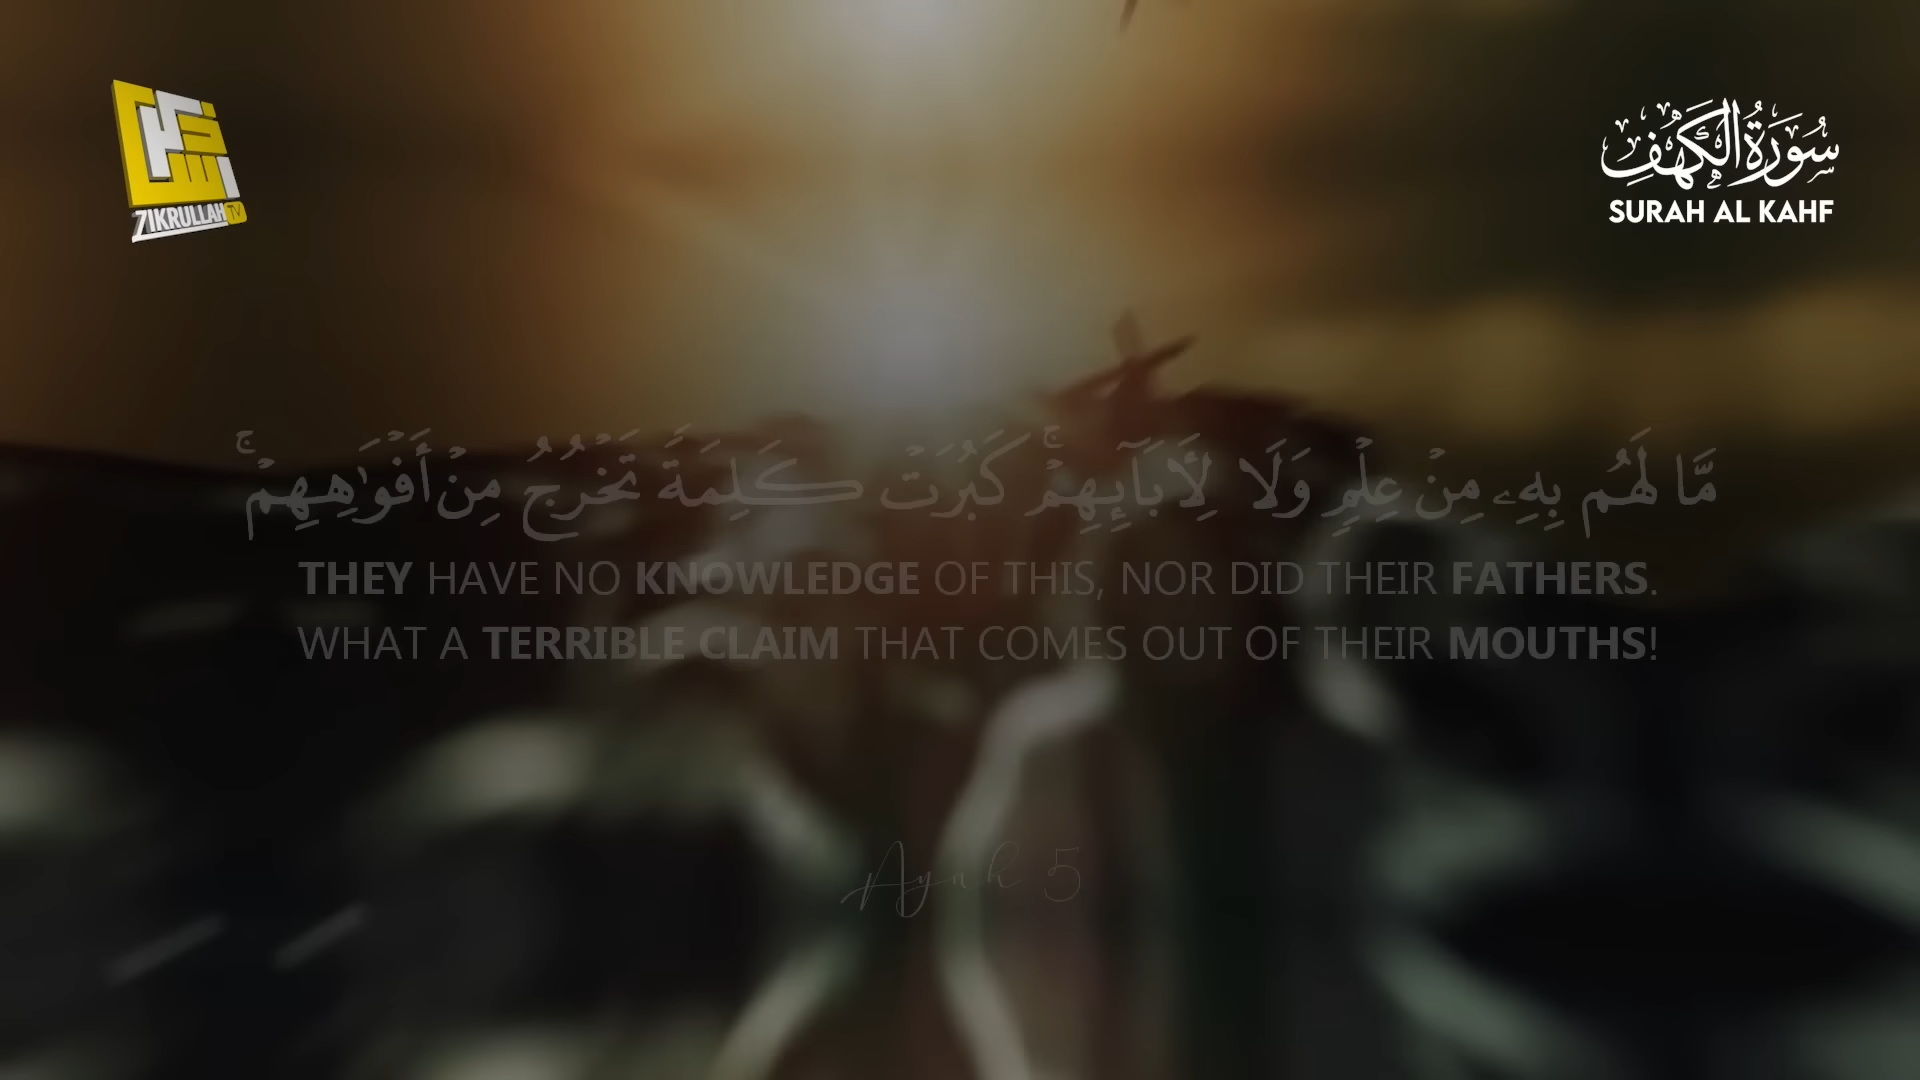 ZIKRULLAH TV
سُورَةُ الْكَهْفِ
SURAH AL KAHF
مَّا لَهُم بِهِۦ مِنْ عِلْمٍ وَلَا لِأَبَآئِهِمْ ۚ كَبُرَتْ كَلِمَةً تَخْرُجُ مِنْ أَفْوَٰهِهِمْ ۚ
THEY HAVE NO KNOWLEDGE OF THIS, NOR DID THEIR FATHERS.
WHAT A TERRIBLE CLAIM THAT COMES OUT OF THEIR MOUTHS!
Ayah 5